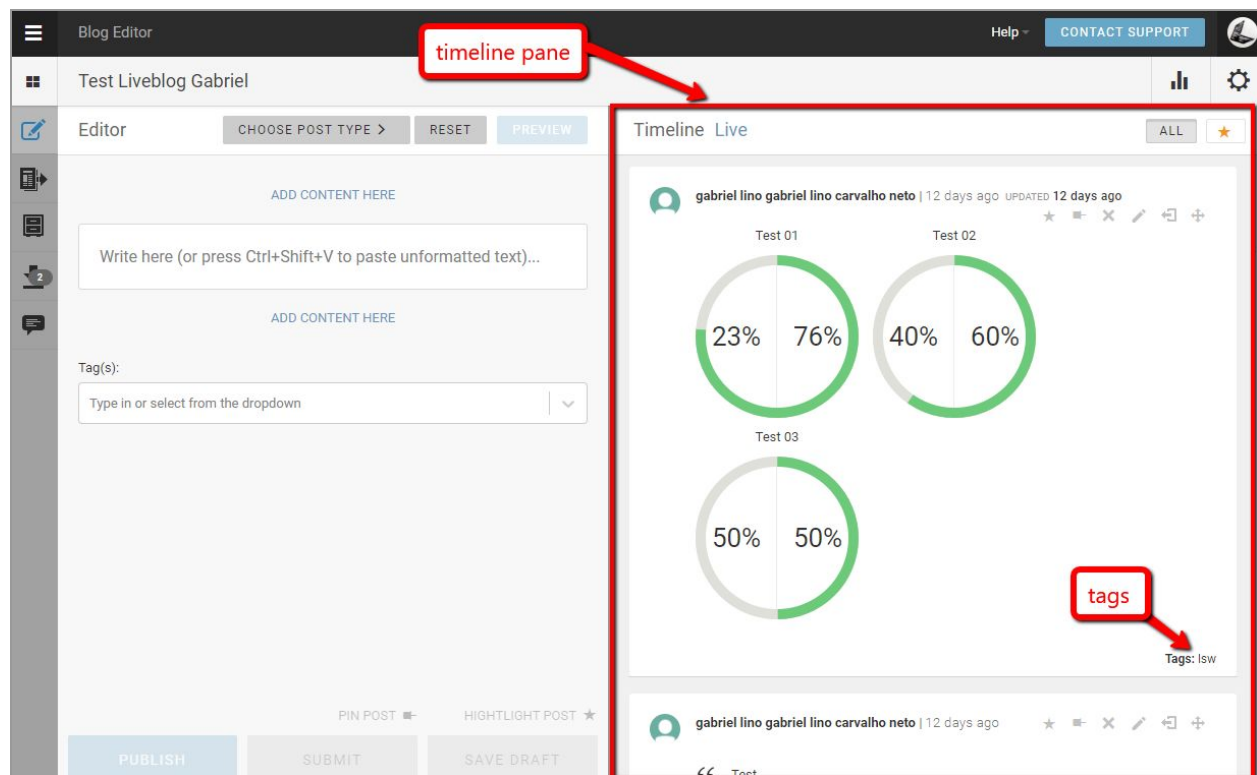 Blog Editor
Help
CONTACT SUPPORT
timeline pane
Test Liveblog Gabriel
Editor
CHOOSE POST TYPE >
RESET
PREVIEW
ADD CONTENT HERE
Write here (or press Ctrl+Shift+V to paste unformatted text)...
ADD CONTENT HERE
2
Tag(s):
Type in or select from the dropdown
PIN POST
HIGHTLIGHT POST
PUBLISH
SUBMIT
SAVE DRAFT
Timeline Live
ALL
gabriel lino gabriel lino carvalho neto | 12 days ago UPDATED 12 days ago
Test 01
Test 02
23% 76%
40% 60%
Test 03
50% 50%
tags
Tags: lsw
gabriel lino gabriel lino carvalho neto | 12 days ago
“ Test